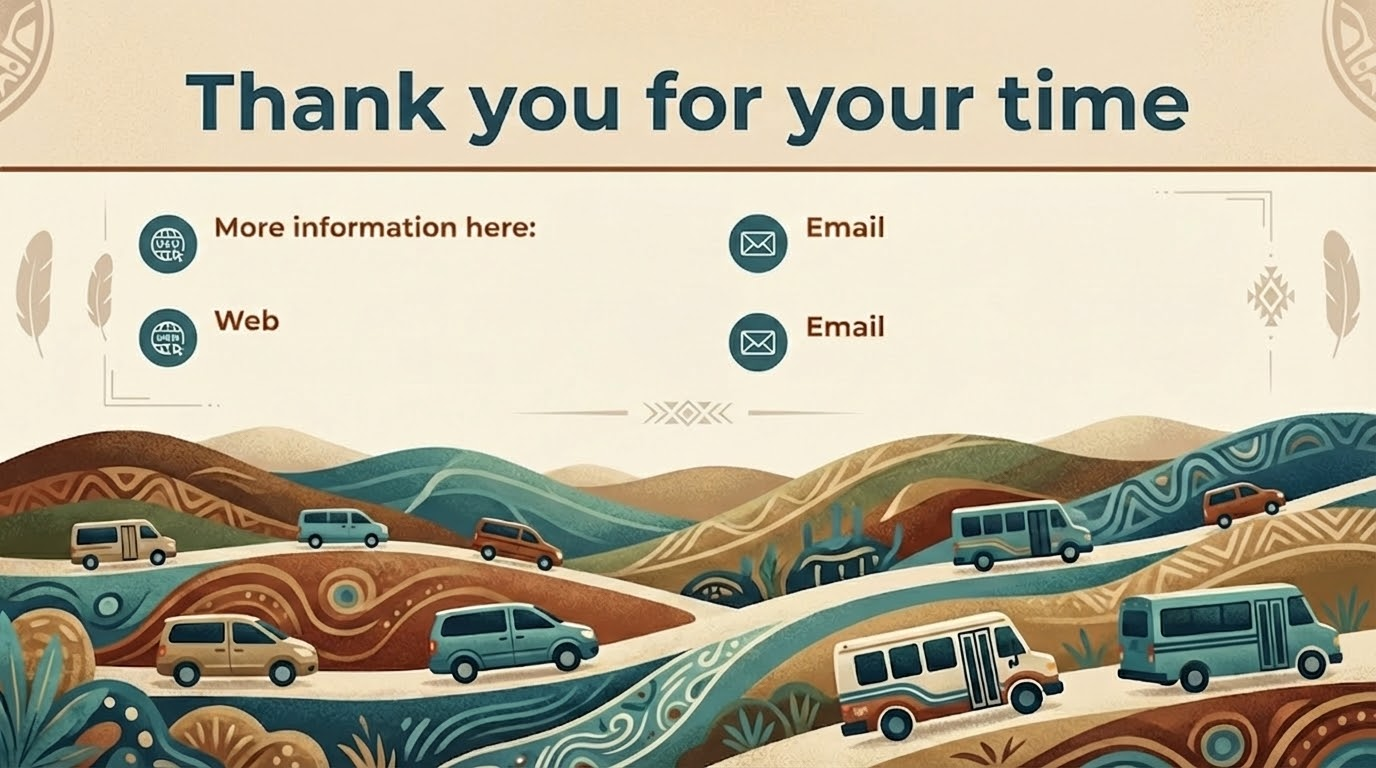 Thank you for your time
More information here:
Web
Email
Email